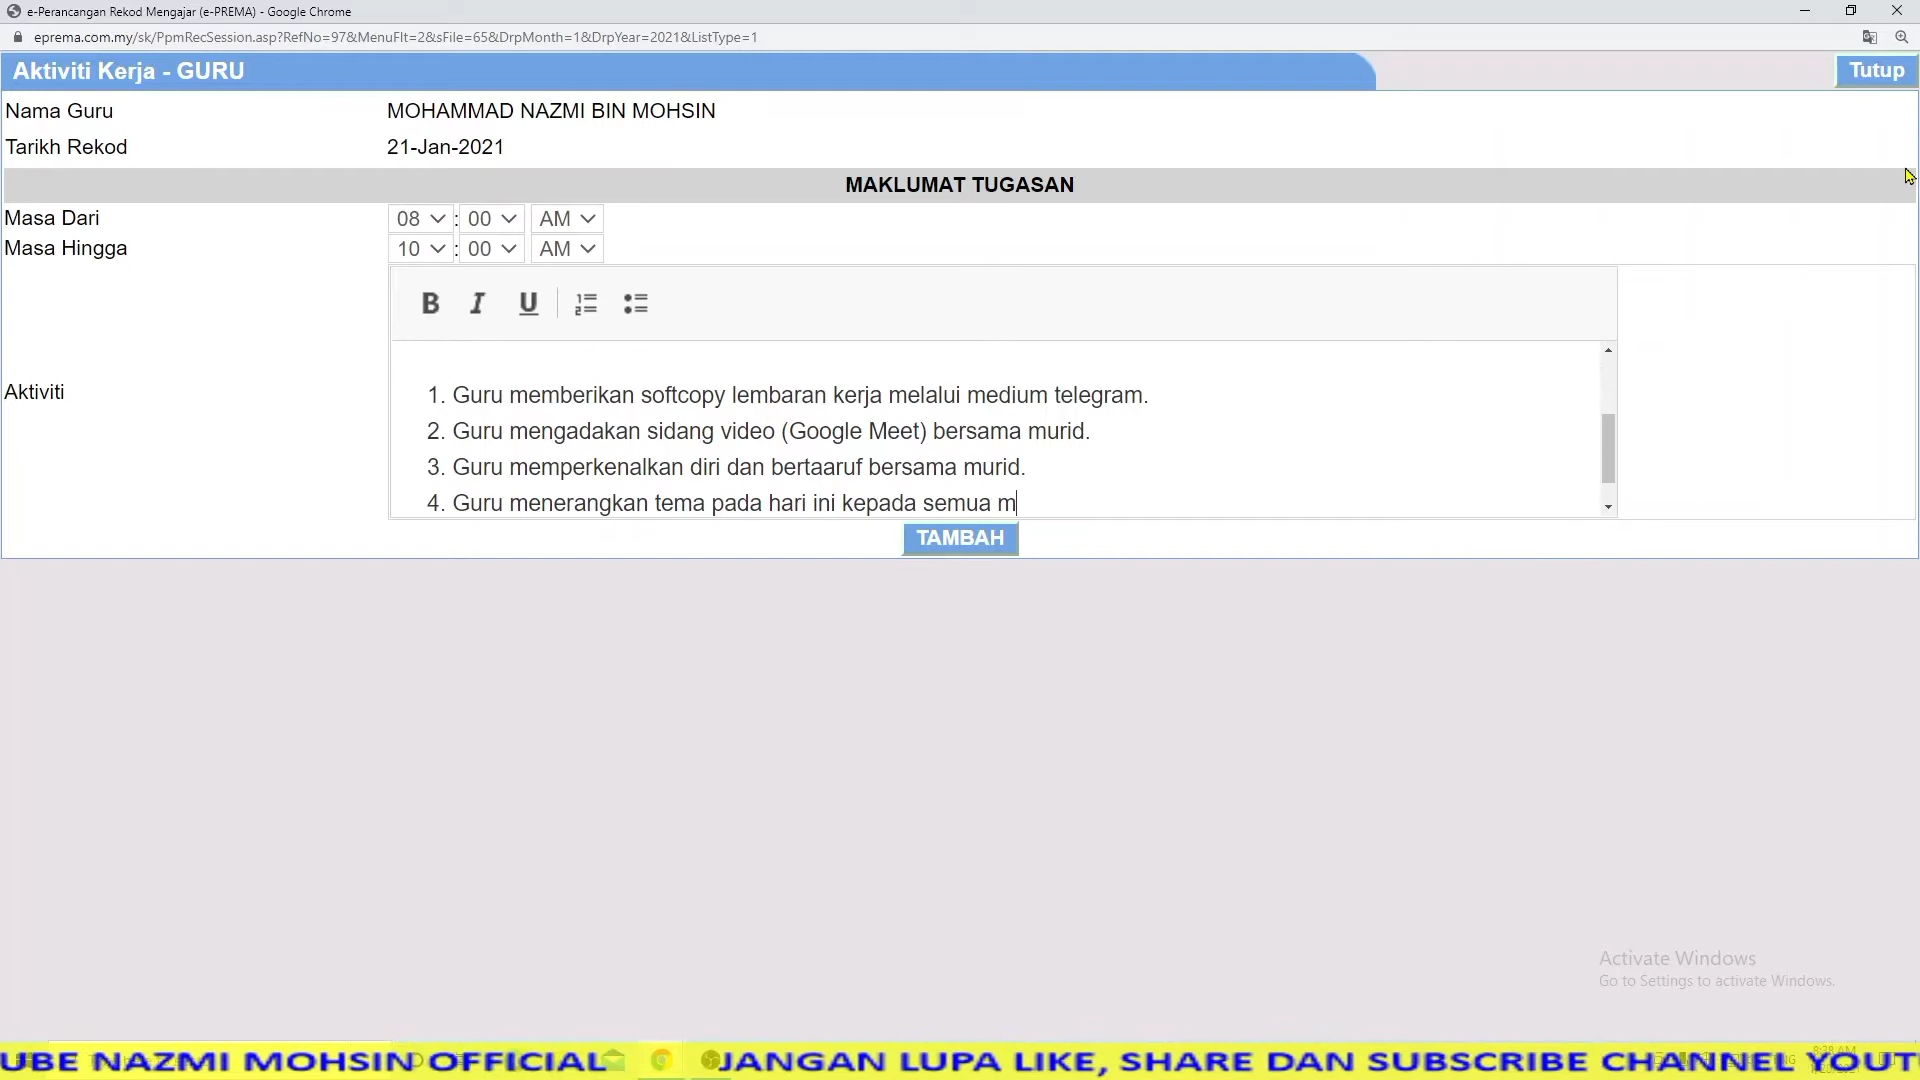 e-Perancangan Rekod Mengajar (e-PREMA) - Google Chrome
eprema.com.my/sk/PpmRecSession.asp?RefNo=97&MenuFlt=2&sFile=65&DrpMonth=1&DrpYear=2021&ListType=1
Aktiviti Kerja - GURU
Tutup
Nama Guru MOHAMMAD NAZMI BIN MOHSIN
Tarikh Rekod 21-Jan-2021
MAKLUMAT TUGASAN
Masa Dari 08 : 00 AM
Masa Hingga 10 : 00 AM
B I U
Aktiviti
1. Guru memberikan softcopy lembaran kerja melalui medium telegram.
2. Guru mengadakan sidang video (Google Meet) bersama murid.
3. Guru memperkenalkan diri dan bertaaruf bersama murid.
4. Guru menerangkan tema pada hari ini kepada semua m
TAMBAH
Activate Windows
Go to Settings to activate Windows.
UBE NAZMI MOHSIN OFFICIAL JANGAN LUPA LIKE, SHARE DAN SUBSCRIBE CHANNEL YOUT